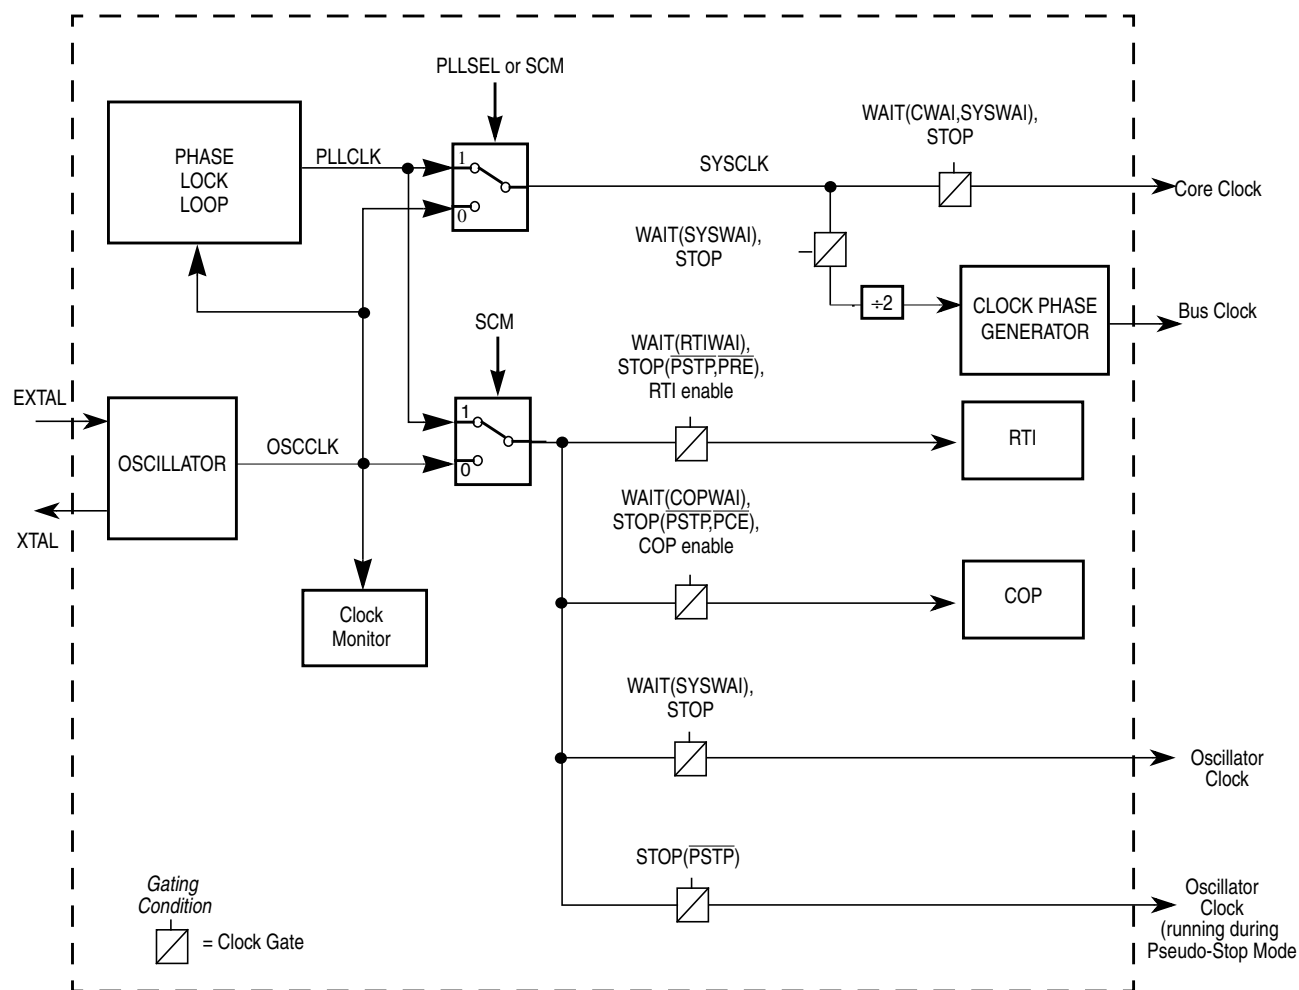 PLLSEL or SCM
WAIT(CWAI,SYSWAI),
STOP
PHASE
LOCK
LOOP
PLLCLK
1
0
SYSCLK
Core Clock
WAIT(SYSWAI),
STOP
÷2
CLOCK PHASE
GENERATOR
Bus Clock
SCM
WAIT(RTIWAI),
STOP(PSTP,PRE),
RTI enable
EXTAL
OSCILLATOR
OSCCLK
1
0
RTI
XTAL
WAIT(COPWAI),
STOP(PSTP,PCE),
COP enable
COP
Clock
Monitor
WAIT(SYSWAI),
STOP
Oscillator
Clock
STOP(PSTP)
Gating
Condition
= Clock Gate
Oscillator
Clock
(running during
Pseudo-Stop Mode